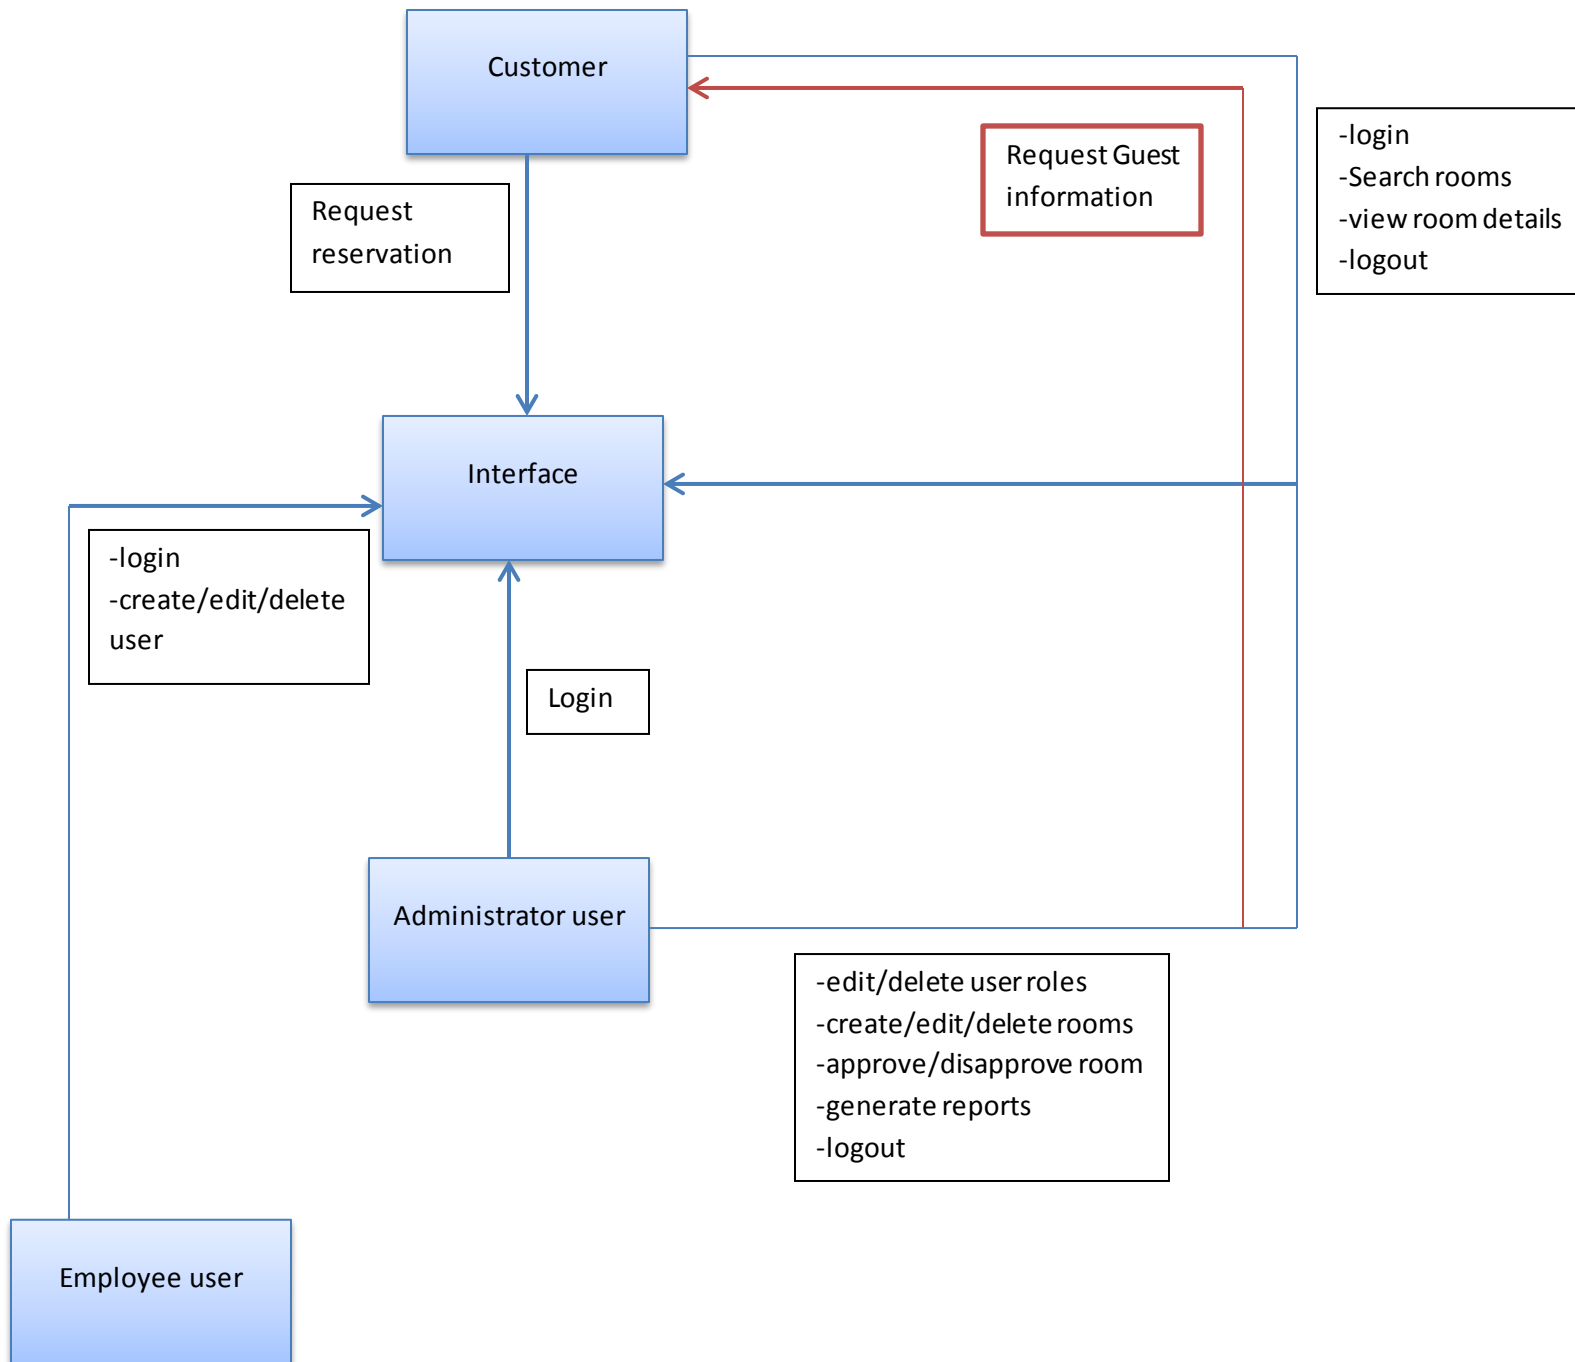 Customer
Request
reservation
Request Guest
information
-login
-Search rooms
-view room details
-logout
Interface
-login
-create/edit/delete
user
Login
Administrator user
-edit/delete user roles
-create/edit/delete rooms
-approve/disapprove room
-generate reports
-logout
Employee user